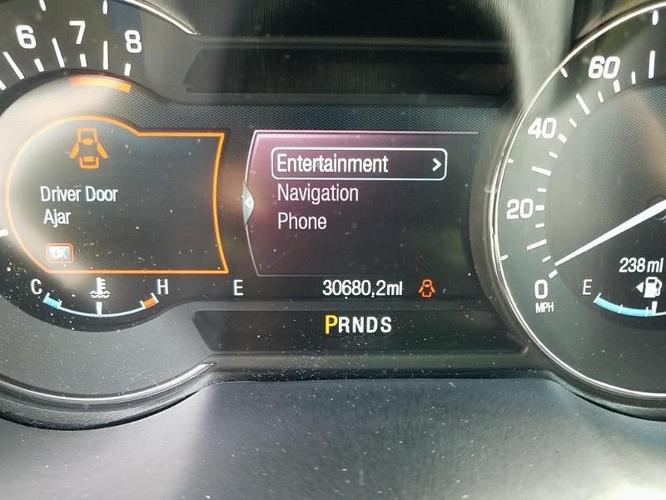 6 7 8
60
40
20
0
MPH
Driver Door
Ajar
OK
Entertainment >
Navigation
Phone
C H E
30680.2mi
238mi
E
PRNDS